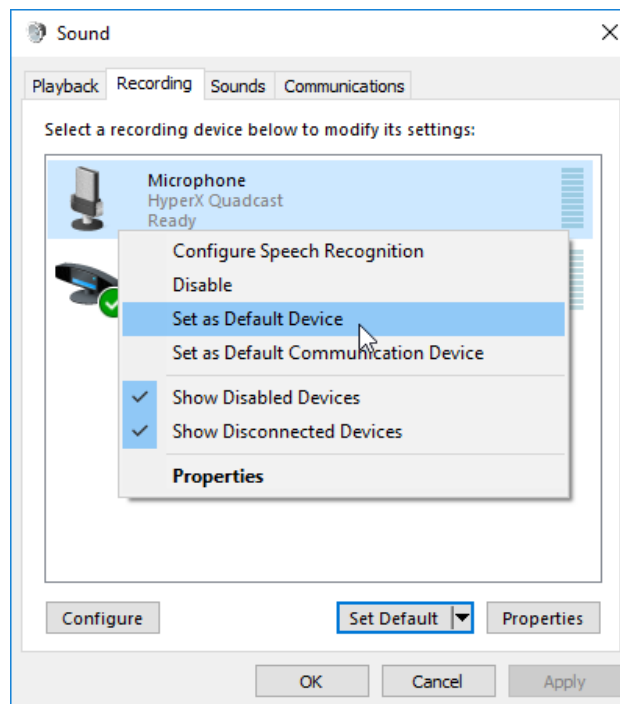 Sound
Playback Recording Sounds Communications
Select a recording device below to modify its settings:
Microphone
HyperX Quadcast
Ready
Configure Speech Recognition
Disable
Set as Default Device
Set as Default Communication Device
Show Disabled Devices
Show Disconnected Devices
Properties
Configure Set Default Properties
OK Cancel Apply